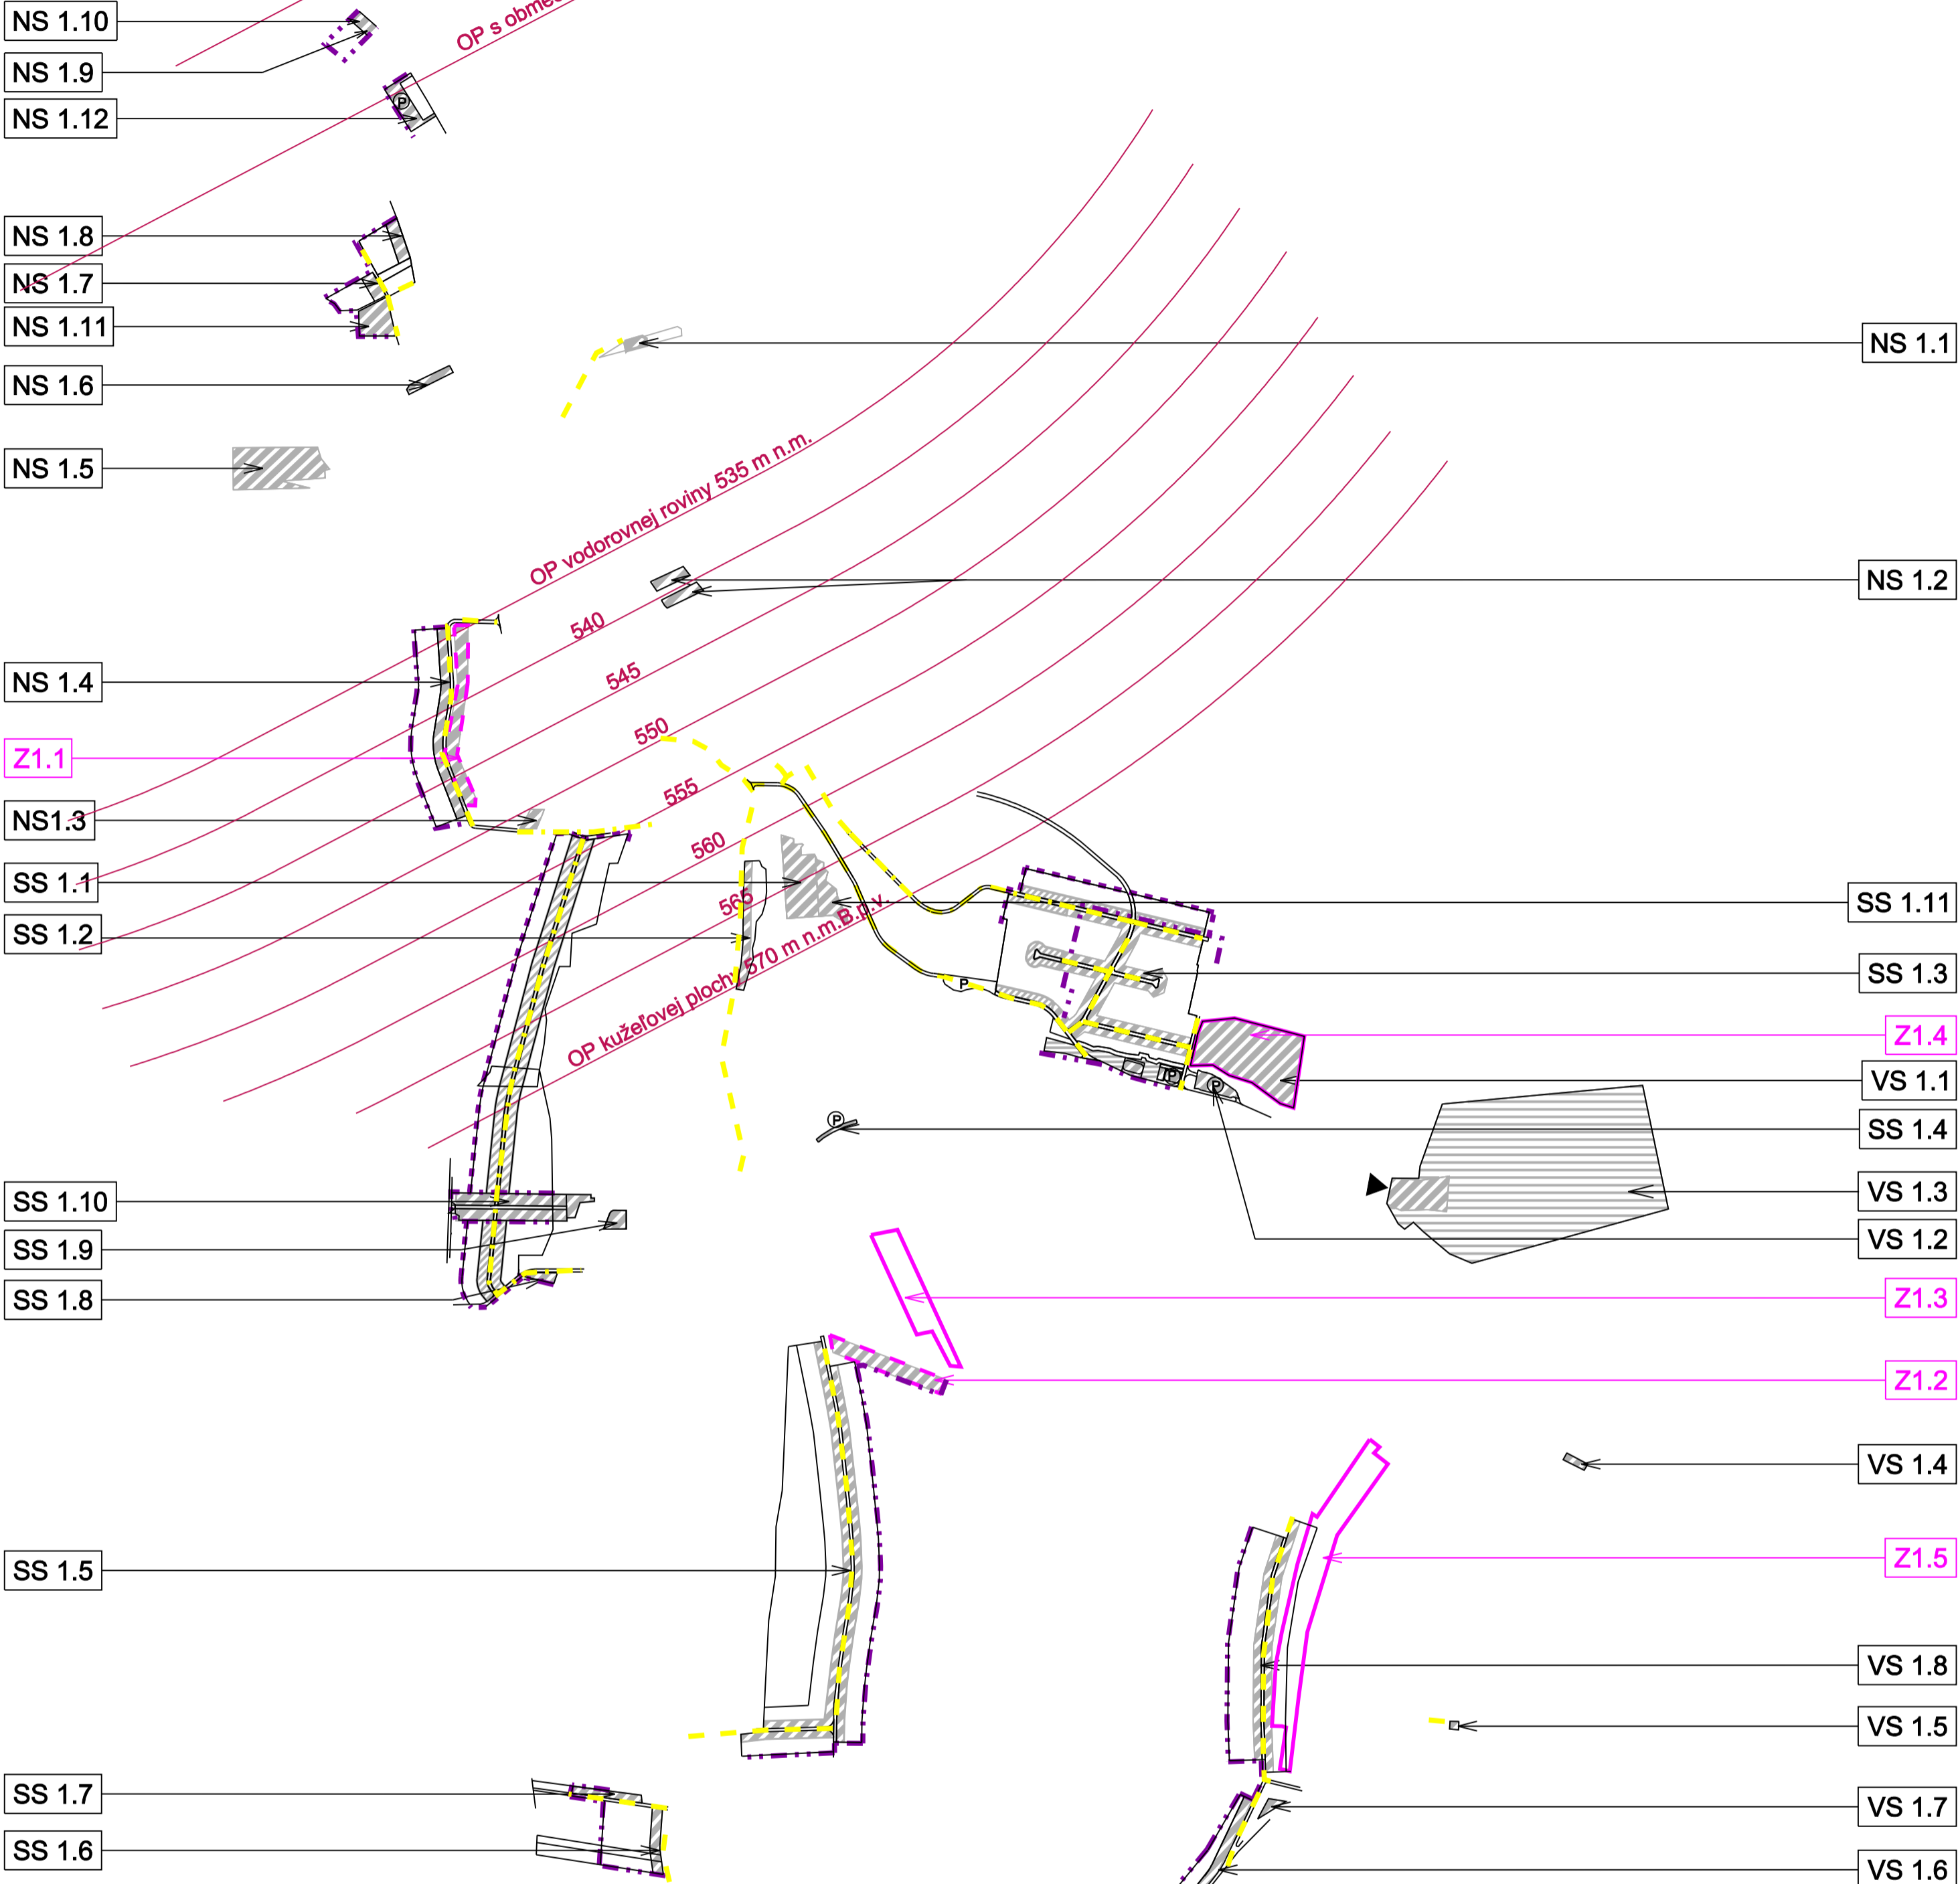 NS 1.10
OP s obme
NS 1.9
NS 1.12
P
NS 1.8
NS 1.7
NS 1.11
NS 1.1
NS 1.6
NS 1.5
OP vodorovnej roviny 535 m n.m.
NS 1.2
540
545
NS 1.4
550
Z1.1
555
NS1.3
560
SS 1.1
565
SS 1.11
SS 1.2
OP kužeľovej plochy 570 m n.m.B.p.v.
SS 1.3
P
Z1.4
P
P
VS 1.1
P
SS 1.4
VS 1.3
SS 1.10
VS 1.2
SS 1.9
Z1.3
SS 1.8
Z1.2
VS 1.4
Z1.5
SS 1.5
VS 1.8
VS 1.5
SS 1.7
VS 1.7
SS 1.6
VS 1.6